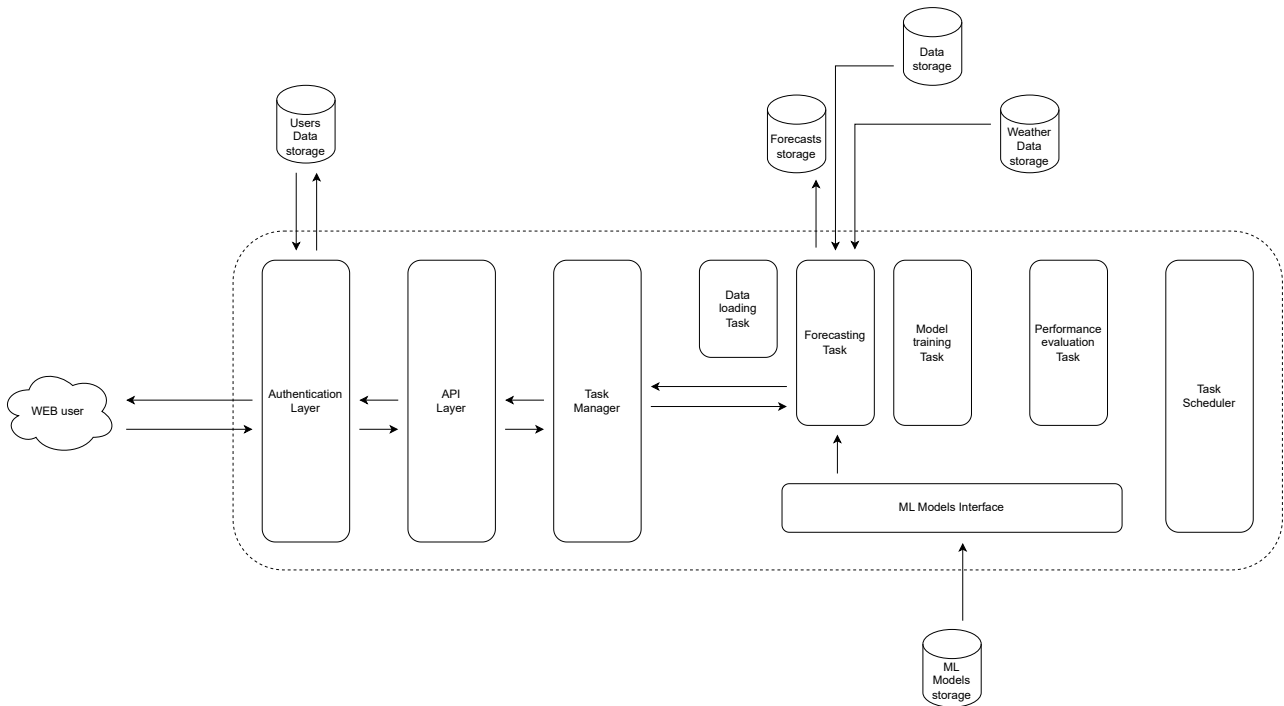 Data
storage
Users
Data
storage
Forecasts
storage
Weather
Data
storage
Data
loading
Task
Forecasting
Task
Model
training
Task
Performance
evaluation
Task
WEB user
Authentication
Layer
API
Layer
Task
Manager
Task
Scheduler
ML Models Interface
ML
Models
storage